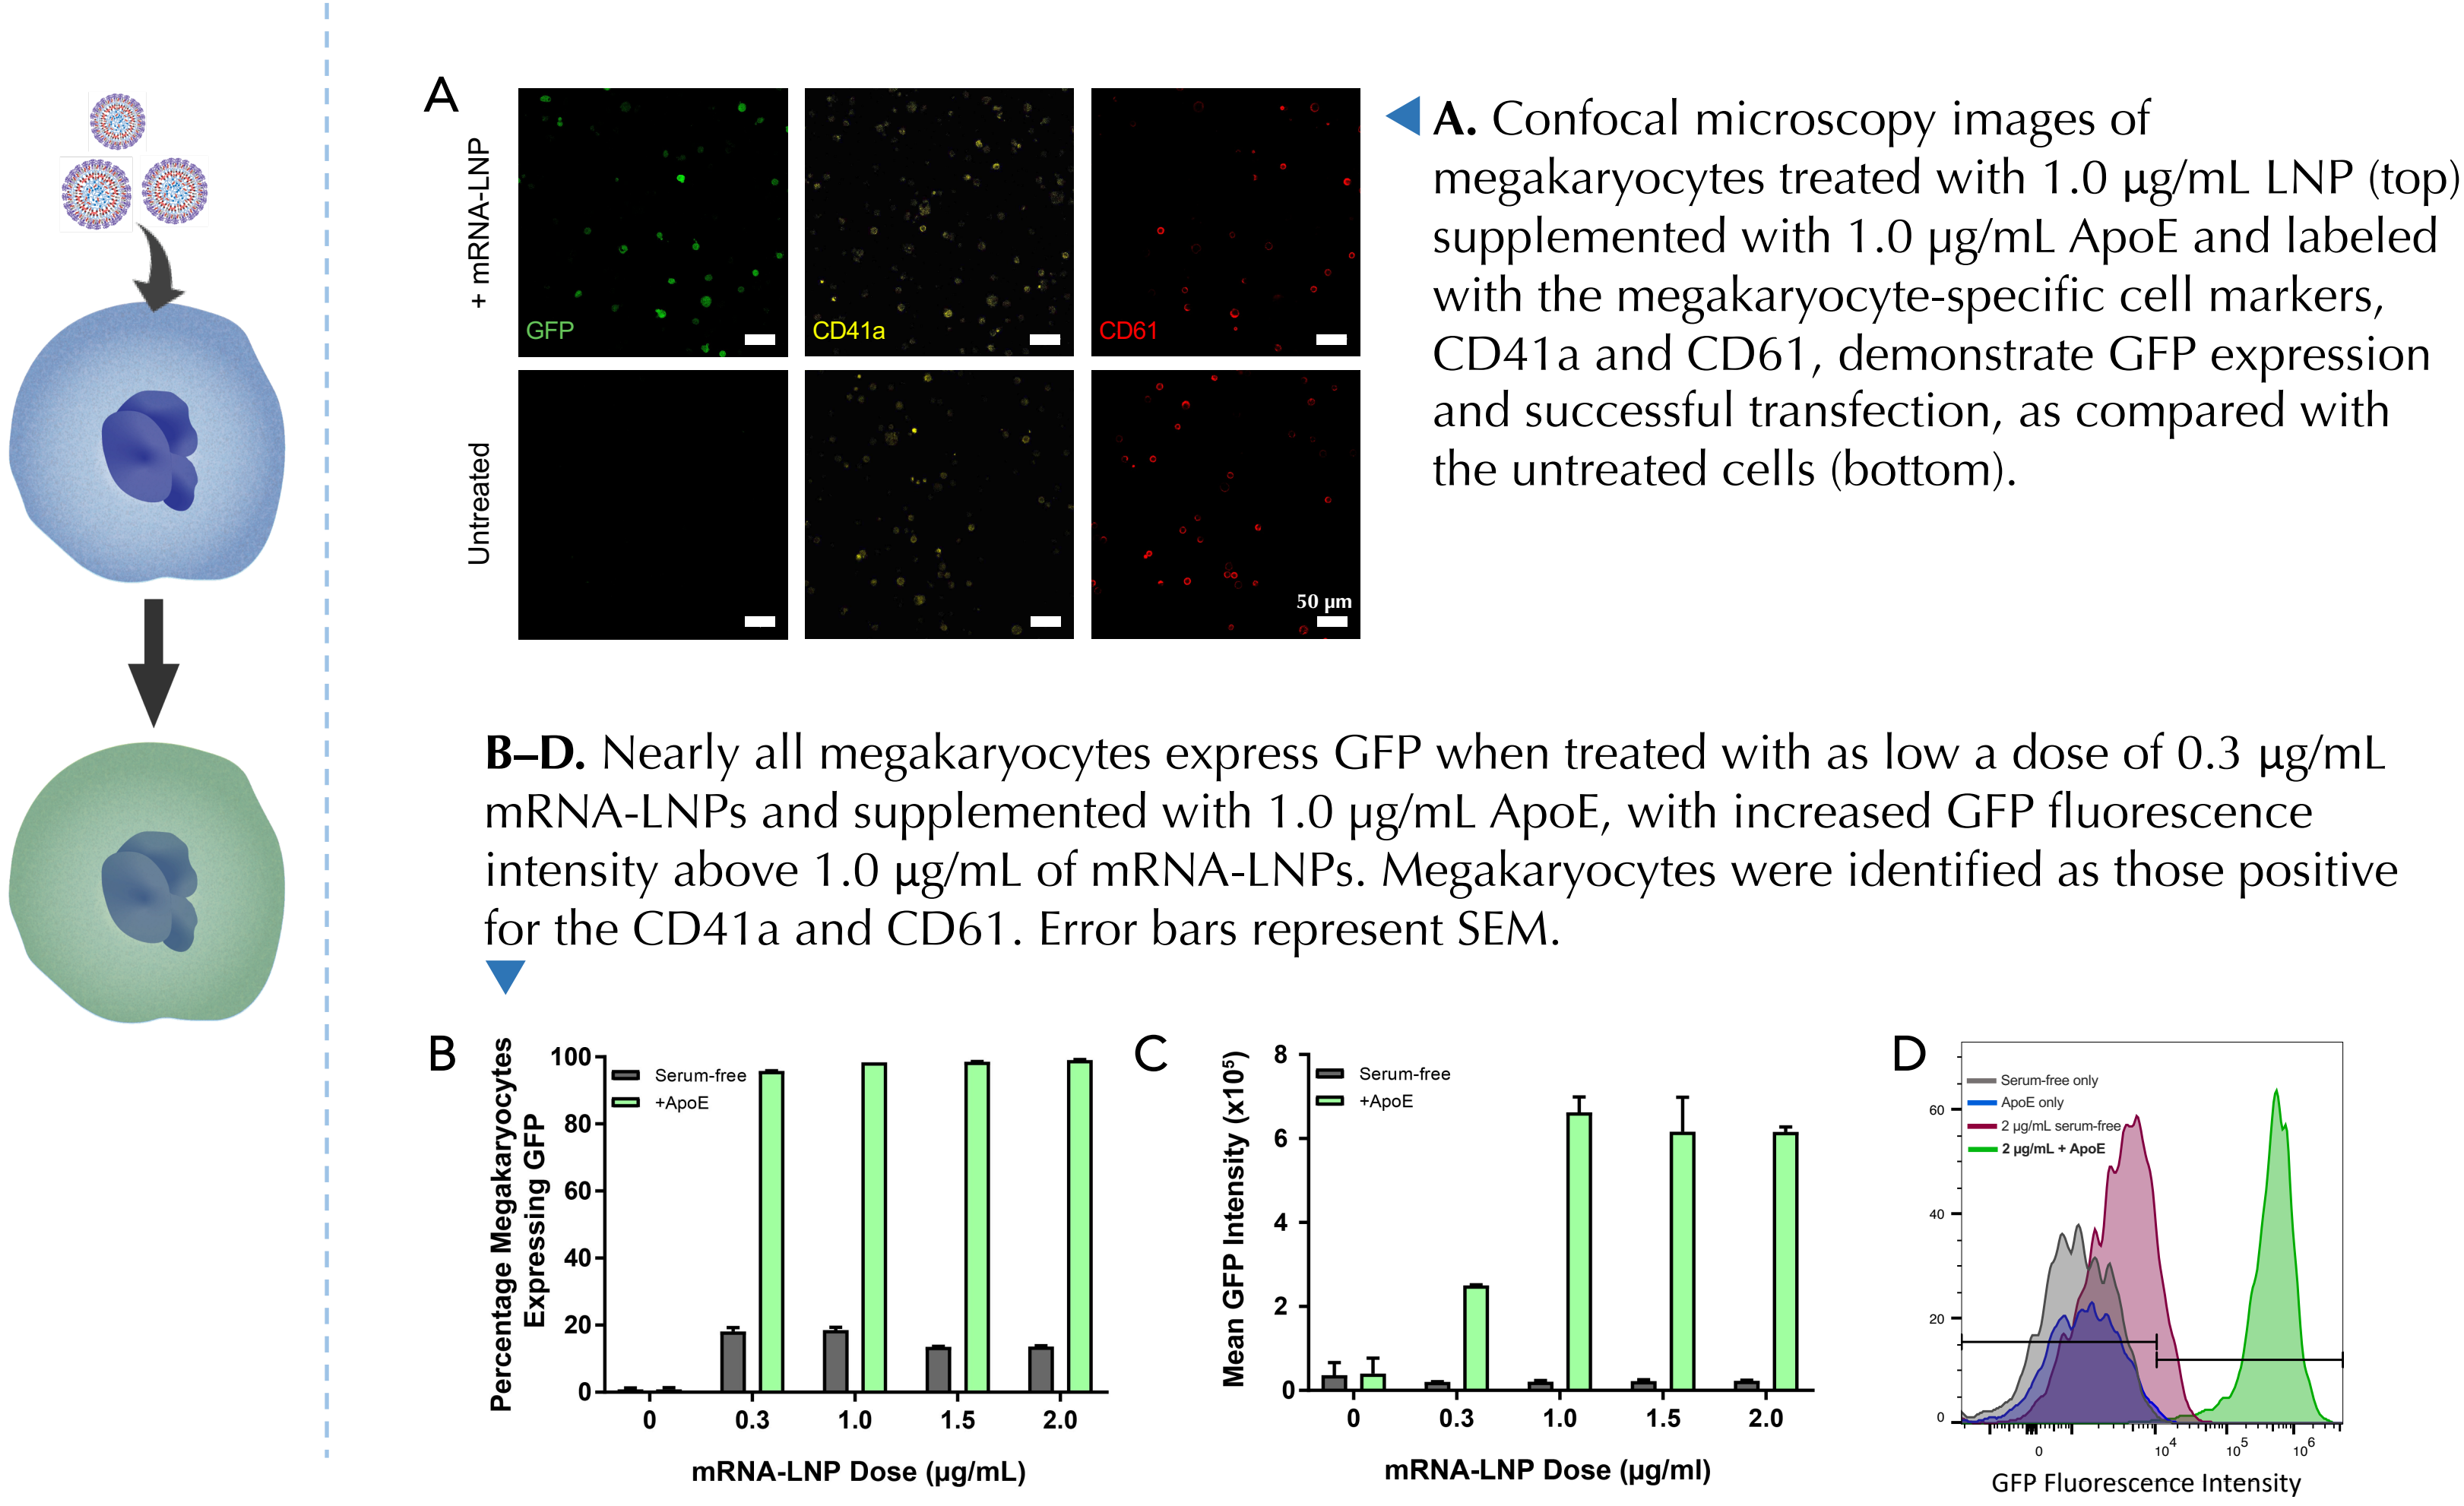 A
+ mRNA-LNP
GFP
CD41a
CD61
Untreated
50 µm
A. Confocal microscopy images of
megakaryocytes treated with 1.0 µg/mL LNP (top)
supplemented with 1.0 µg/mL ApoE and labeled
with the megakaryocyte-specific cell markers,
CD41a and CD61, demonstrate GFP expression
and successful transfection, as compared with
the untreated cells (bottom).
B–D. Nearly all megakaryocytes express GFP when treated with as low a dose of 0.3 µg/mL
mRNA-LNPs and supplemented with 1.0 µg/mL ApoE, with increased GFP fluorescence
intensity above 1.0 µg/mL of mRNA-LNPs. Megakaryocytes were identified as those positive
for the CD41a and CD61. Error bars represent SEM.
B
Percentage Megakaryocytes
Expressing GFP
100
80
60
40
20
0
Serum-free
+ApoE
0 0.3 1.0 1.5 2.0
mRNA-LNP Dose (µg/mL)
C
Mean GFP Intensity (x10⁵)
8
6
4
2
0
Serum-free
+ApoE
0 0.3 1.0 1.5 2.0
mRNA-LNP Dose (µg/ml)
D
Serum-free only
ApoE only
2 µg/mL serum-free
2 µg/mL + ApoE
60
40
20
0
0 10⁴ 10⁵ 10⁶
GFP Fluorescence Intensity